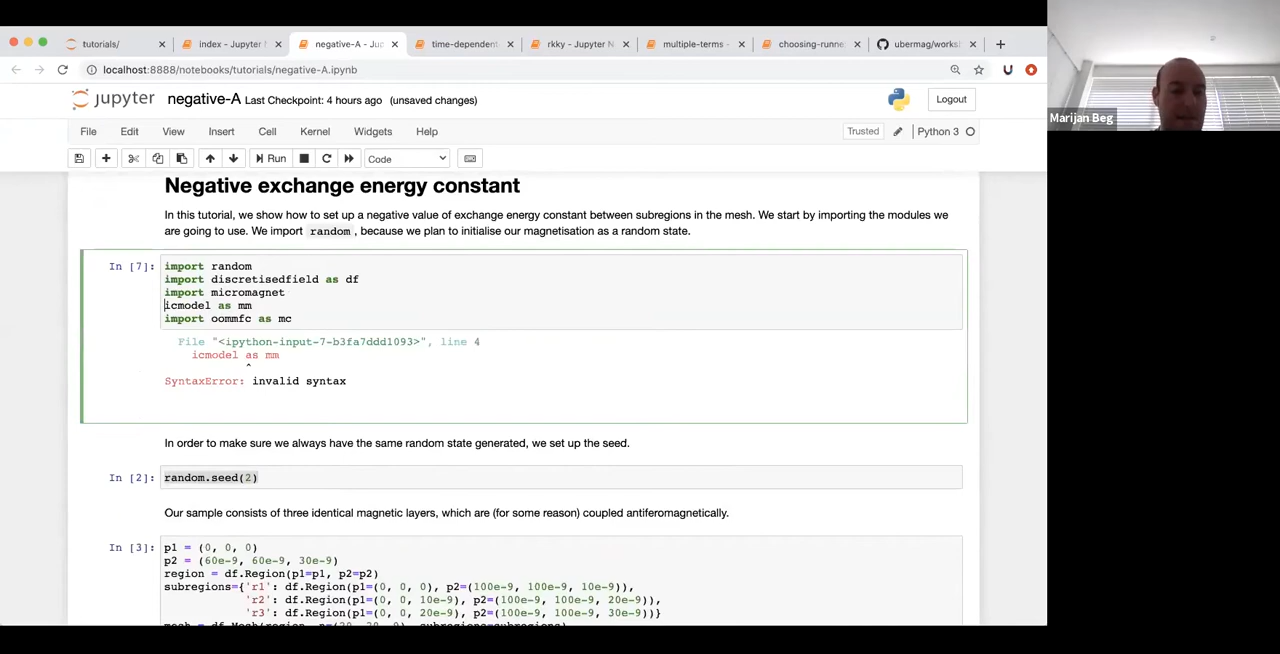 tutorials/
index - Jupyter N
negative-A - Jup
time-dependent
rkky - Jupyter N
multiple-terms -
choosing-runne
ubermag/works
localhost:8888/notebooks/tutorials/negative-A.ipynb
jupyter negative-A Last Checkpoint: 4 hours ago (unsaved changes)
Logout
File Edit View Insert Cell Kernel Widgets Help
Trusted
Python 3
Run
Code
Negative exchange energy constant
In this tutorial, we show how to set up a negative value of exchange energy constant between subregions in the mesh. We start by importing the modules we
are going to use. We import random, because we plan to initialise our magnetisation as a random state.
In [7]: import random
import discretisedfield as df
import micromagnet
icmodel as mm
import oommfc as mc
File "<ipython-input-7-b3fa7ddd1093>", line 4
icmodel as mm
^
SyntaxError: invalid syntax
In order to make sure we always have the same random state generated, we set up the seed.
In [2]: random.seed(2)
Our sample consists of three identical magnetic layers, which are (for some reason) coupled antiferromagnetically.
In [3]: p1 = (0, 0, 0)
p2 = (60e-9, 60e-9, 30e-9)
region = df.Region(p1=p1, p2=p2)
subregions={'r1': df.Region(p1=(0, 0, 0), p2=(100e-9, 100e-9, 10e-9)),
'r2': df.Region(p1=(0, 0, 10e-9), p2=(100e-9, 100e-9, 20e-9)),
'r3': df.Region(p1=(0, 0, 20e-9), p2=(100e-9, 100e-9, 30e-9))}
Marijan Beg